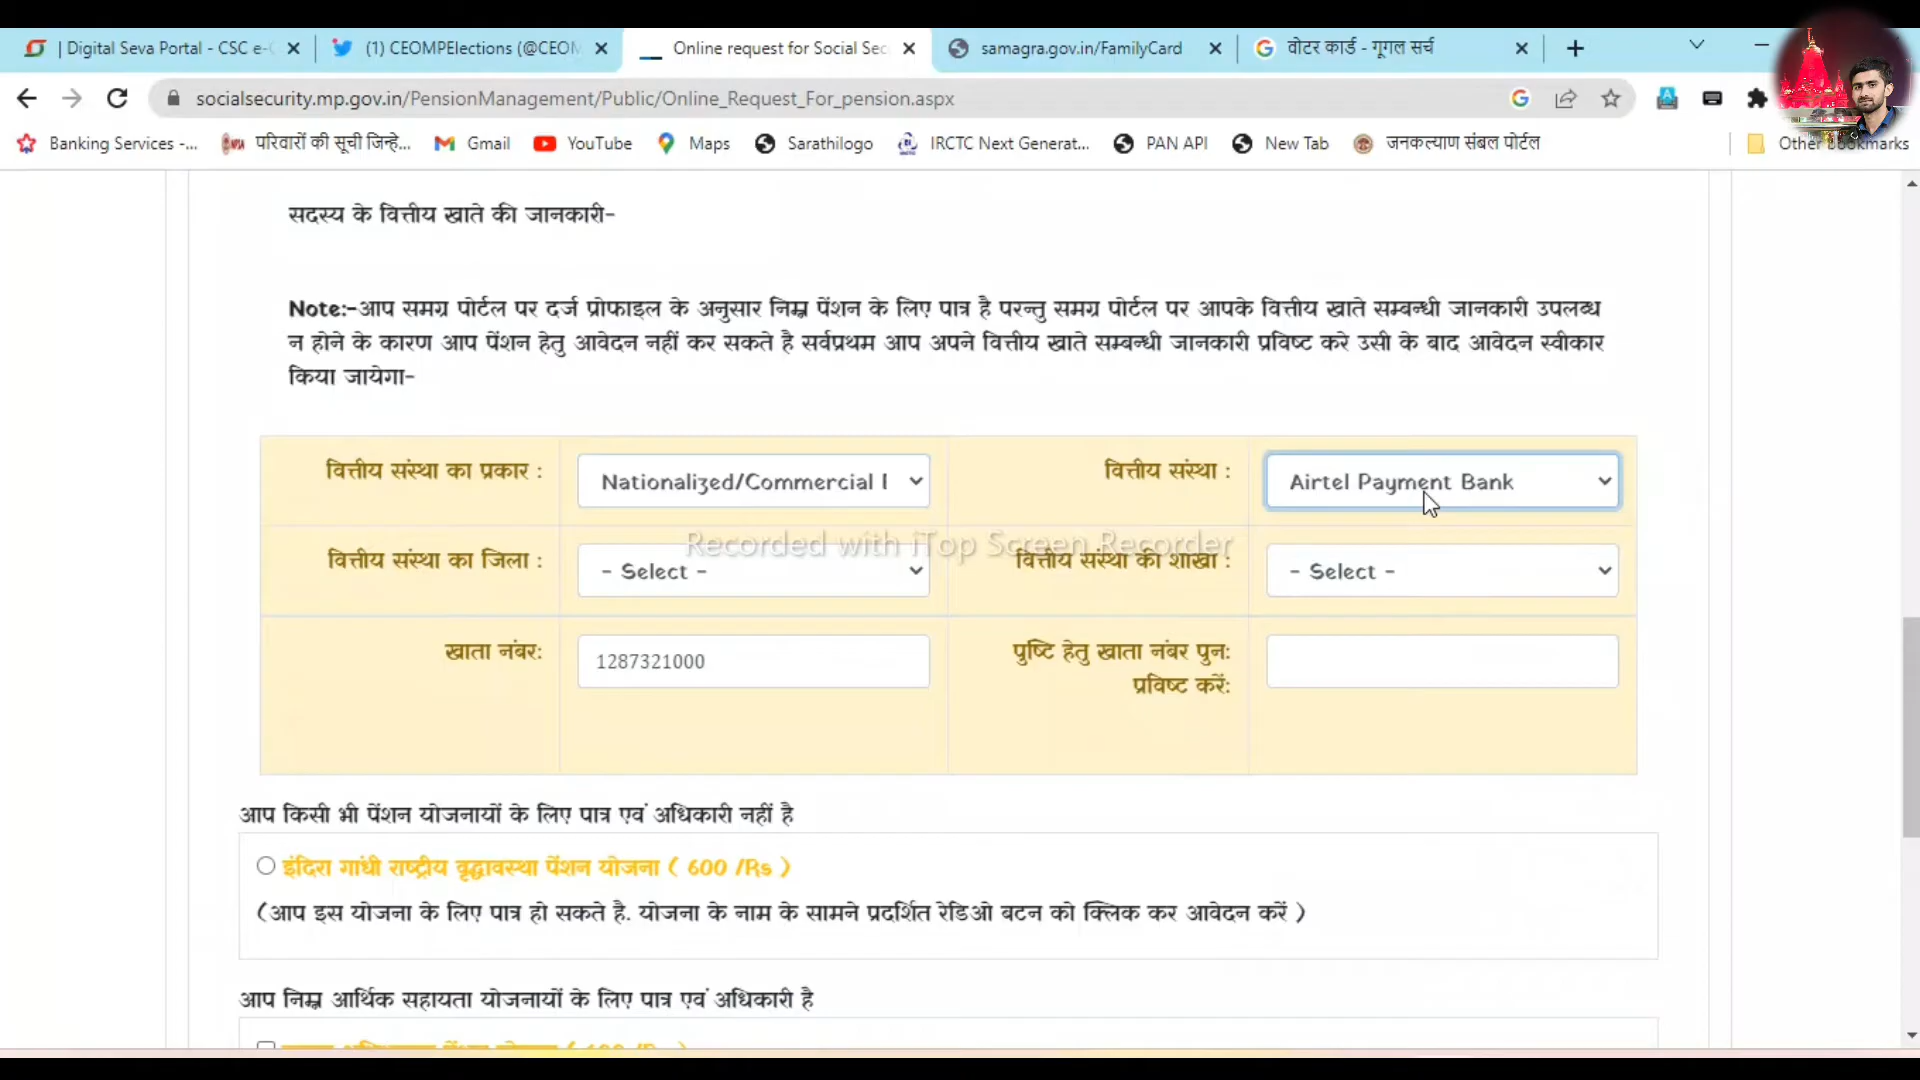 | Digital Seva Portal - CSC e-
(1) CEOMPElections (@CEOM
Online request for Social Sec
samagra.gov.in/FamilyCard
वोटर कार्ड - गूगल सर्च
socialsecurity.mp.gov.in/PensionManagement/Public/Online_Request_For_pension.aspx
Banking Services -...
परिवारों की सूची जिन्हे...
Gmail
YouTube
Maps
Sarathilogo
IRCTC Next Generat...
PAN API
New Tab
जनकल्याण संबल पोर्टल
Other bookmarks
सदस्य के वित्तीय खाते की जानकारी-
Note:-आप समग्र पोर्टल पर दर्ज प्रोफाइल के अनुसार निम्न पेंशन के लिए पात्र है परन्तु समग्र पोर्टल पर आपके वित्तीय खाते सम्बन्धी जानकारी उपलब्ध
न होने के कारण आप पेंशन हेतु आवेदन नहीं कर सकते है सर्वप्रथम आप अपने वित्तीय खाते सम्बन्धी जानकारी प्रविष्ट करे उसी के बाद आवेदन स्वीकार
किया जायेगा-
वित्तीय संस्था का प्रकार :
Nationalized/Commercial
वित्तीय संस्था :
Airtel Payment Bank
Recorded with iTop Screen Recorder
वित्तीय संस्था का जिला :
- Select -
वित्तीय संस्था की शाखा :
- Select -
खाता नंबर:
1287321000
पुष्टि हेतु खाता नंबर पुनः
प्रविष्ट करें:
आप किसी भी पेंशन योजनायों के लिए पात्र एवं अधिकारी नहीं है
इंदिरा गांधी राष्ट्रीय वृद्धावस्था पेंशन योजना ( 600 /Rs )
(आप इस योजना के लिए पात्र हो सकते है. योजना के नाम के सामने प्रदर्शित रेडिओ बटन को क्लिक कर आवेदन करें )
आप निम्न आर्थिक सहायता योजनायों के लिए पात्र एवं अधिकारी है